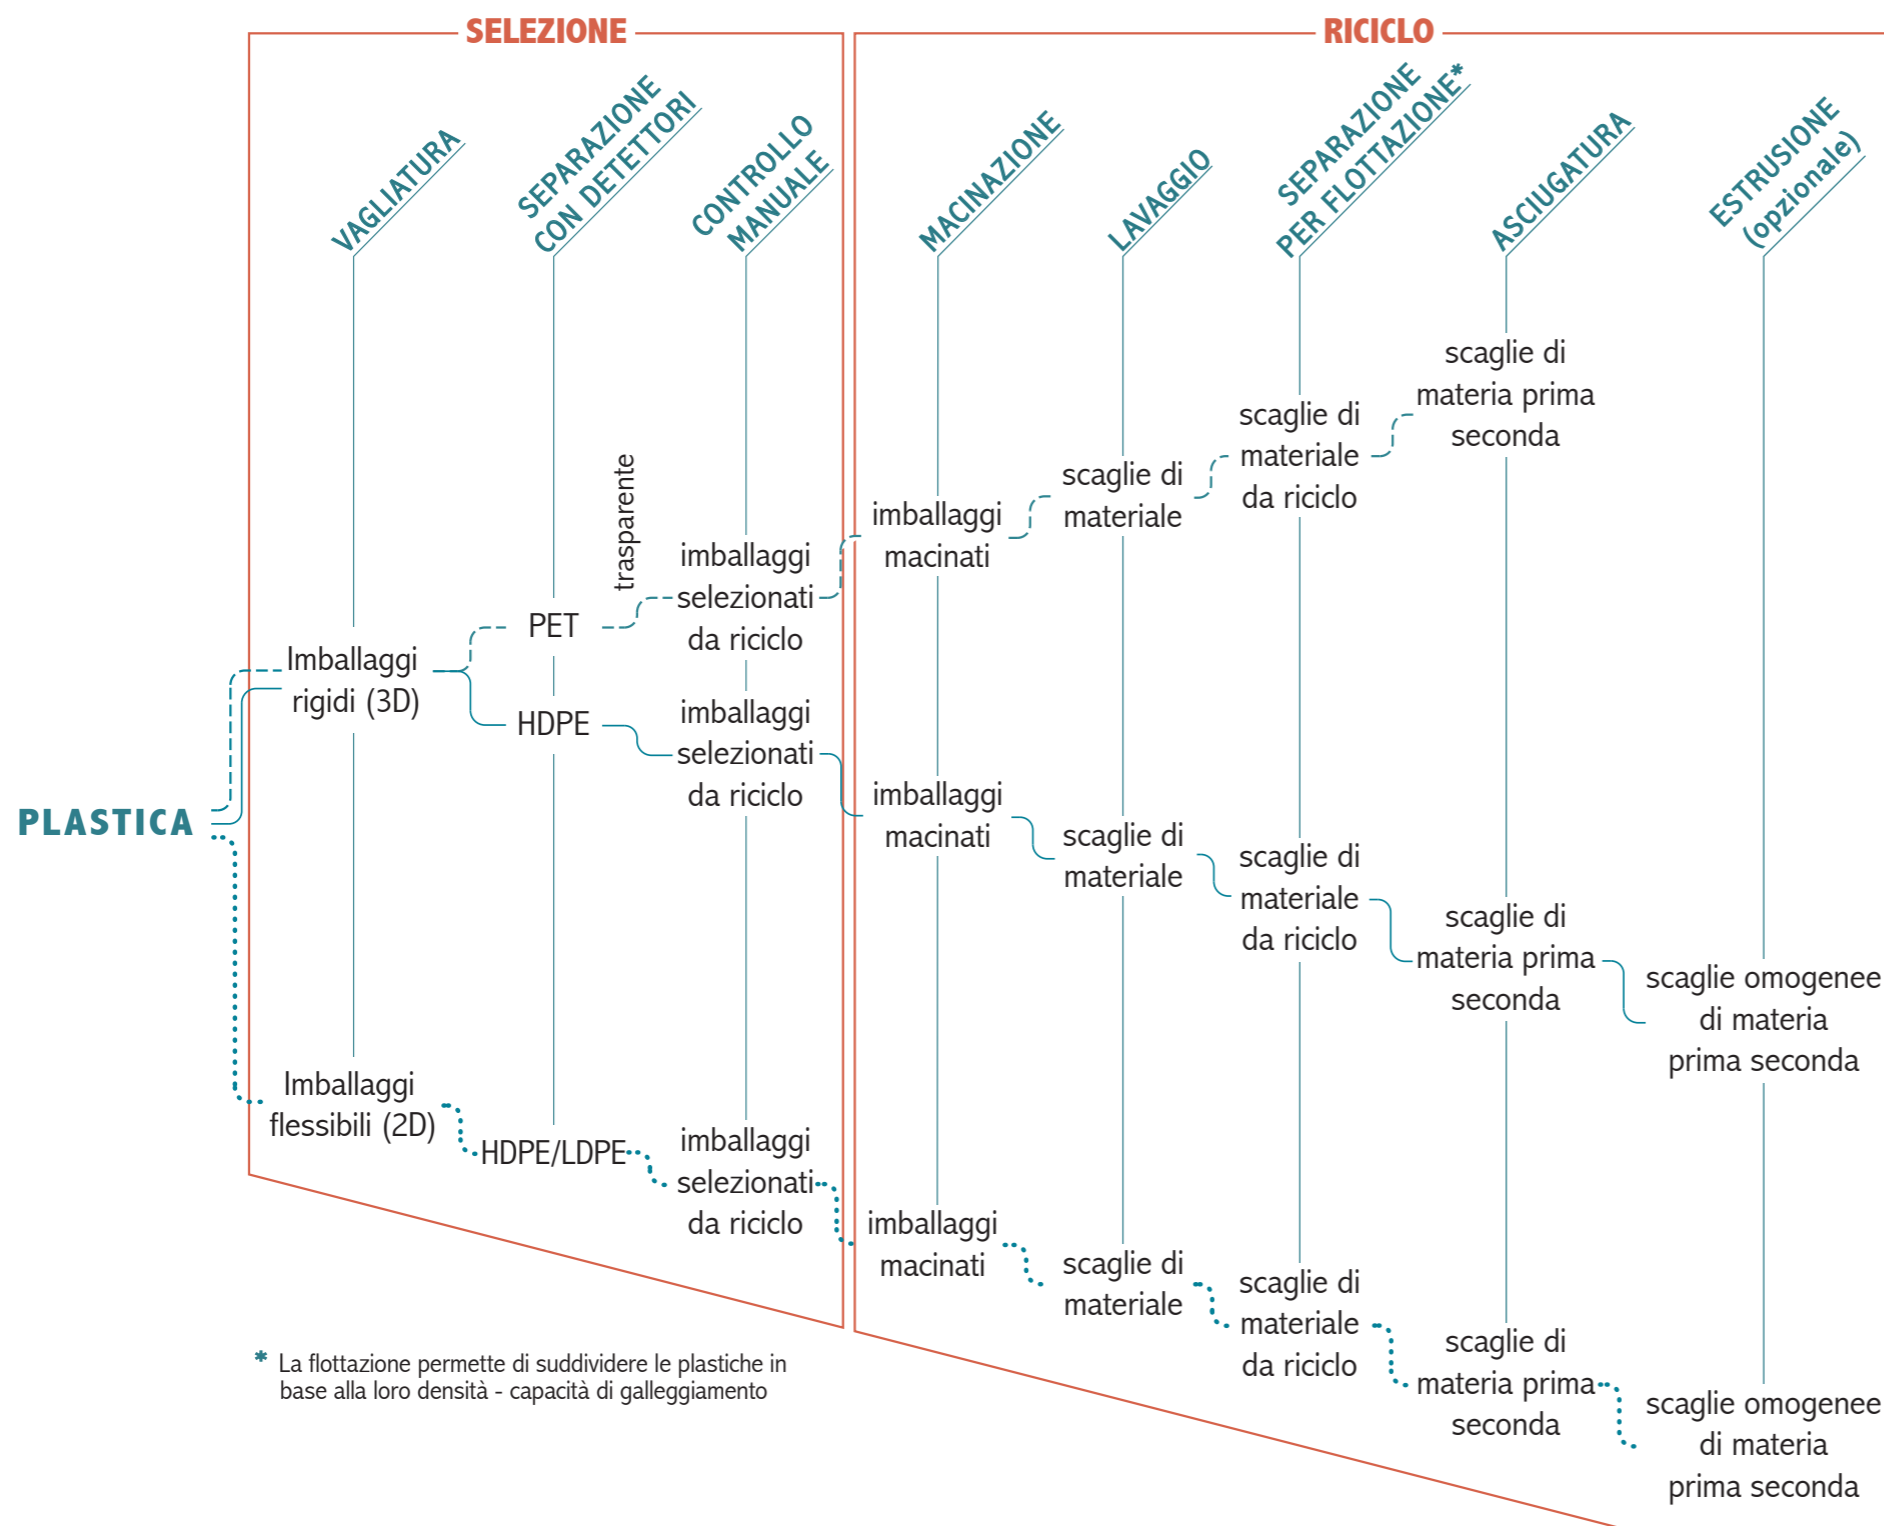 SELEZIONE
RICICLO
VAGLIATURA
SEPARAZIONE
CON DETETTORI
CONTROLLO
MANUALE
MACINAZIONE
LAVAGGIO
SEPARAZIONE
PER FLOTTAZIONE*
ASCIUGATURA
ESTRUSIONE
(opzionale)
PLASTICA
Imballaggi
rigidi (3D)
PET
trasparente
imballaggi
selezionati
da riciclo
imballaggi
macinati
scaglie di
materiale
scaglie di
materiale
da riciclo
scaglie di
materia prima
seconda
HDPE
imballaggi
selezionati
da riciclo
imballaggi
macinati
scaglie di
materiale
scaglie di
materiale
da riciclo
scaglie di
materia prima
seconda
scaglie omogenee
di materia
prima seconda
Imballaggi
flessibili (2D)
HDPE/LDPE
imballaggi
selezionati
da riciclo
imballaggi
macinati
scaglie di
materiale
scaglie di
materiale
da riciclo
scaglie di
materia prima
seconda
scaglie omogenee
di materia
prima seconda
* La flottazione permette di suddividere le plastiche in
base alla loro densità - capacità di galleggiamento